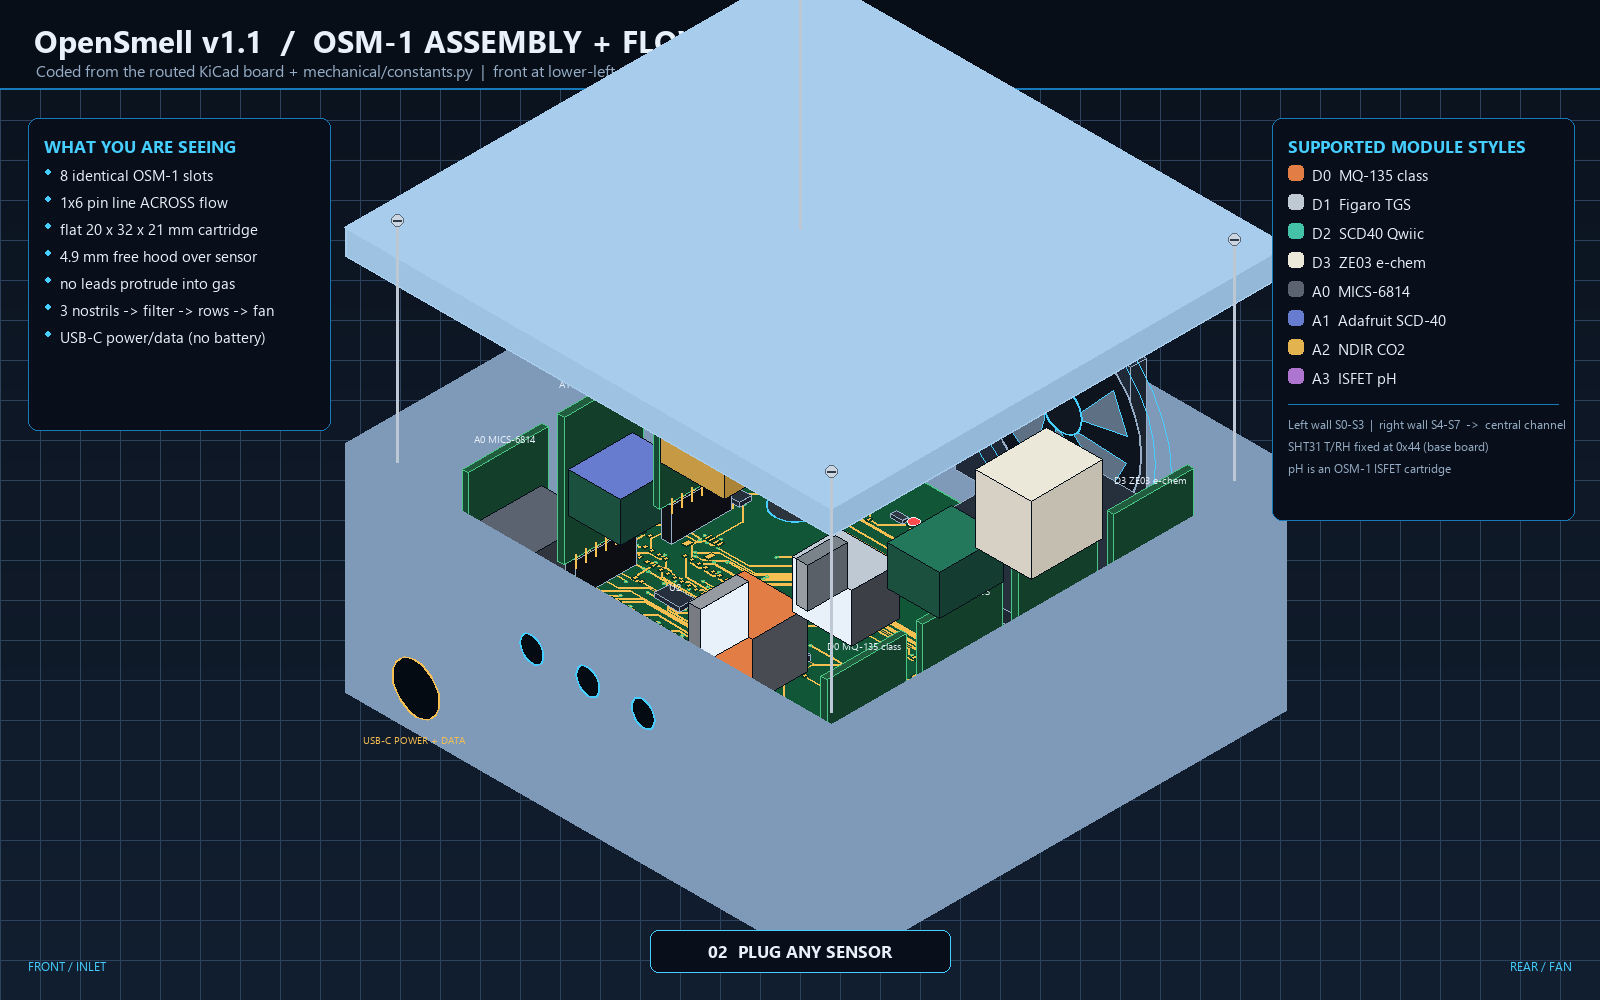 OpenSmell v1.1 / OSM-1 ASSEMBLY + FLO
Coded from the routed KiCad board + mechanical/constants.py | front at lower-left
WHAT YOU ARE SEEING
8 identical OSM-1 slots
1x6 pin line ACROSS flow
flat 20 x 32 x 21 mm cartridge
4.9 mm free hood over sensor
no leads protrude into gas
3 nostrils -> filter -> rows -> fan
USB-C power/data (no battery)
SUPPORTED MODULE STYLES
D0 MQ-135 class
D1 Figaro TGS
D2 SCD40 Qwiic
D3 ZE03 e-chem
A0 MICS-6814
A1 Adafruit SCD-40
A2 NDIR CO2
A3 ISFET pH
Left wall S0-S3 | right wall S4-S7 -> central channel
SHT31 T/RH fixed at 0x44 (base board)
pH is an OSM-1 ISFET cartridge
A0 MICS-6814
D3 ZE03 e-chem
U2
D0 MQ-135 class
USB-C POWER + DATA
02 PLUG ANY SENSOR
FRONT / INLET
REAR / FAN